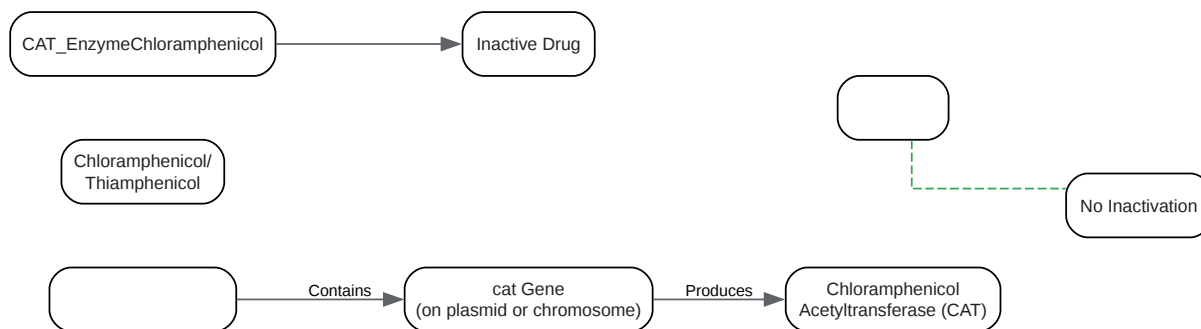 CAT_EnzymeChloramphenicol
Inactive Drug
Chloramphenicol/
Thiamphenicol
No Inactivation
Contains
cat Gene
(on plasmid or chromosome)
Produces
Chloramphenicol
Acetyltransferase (CAT)